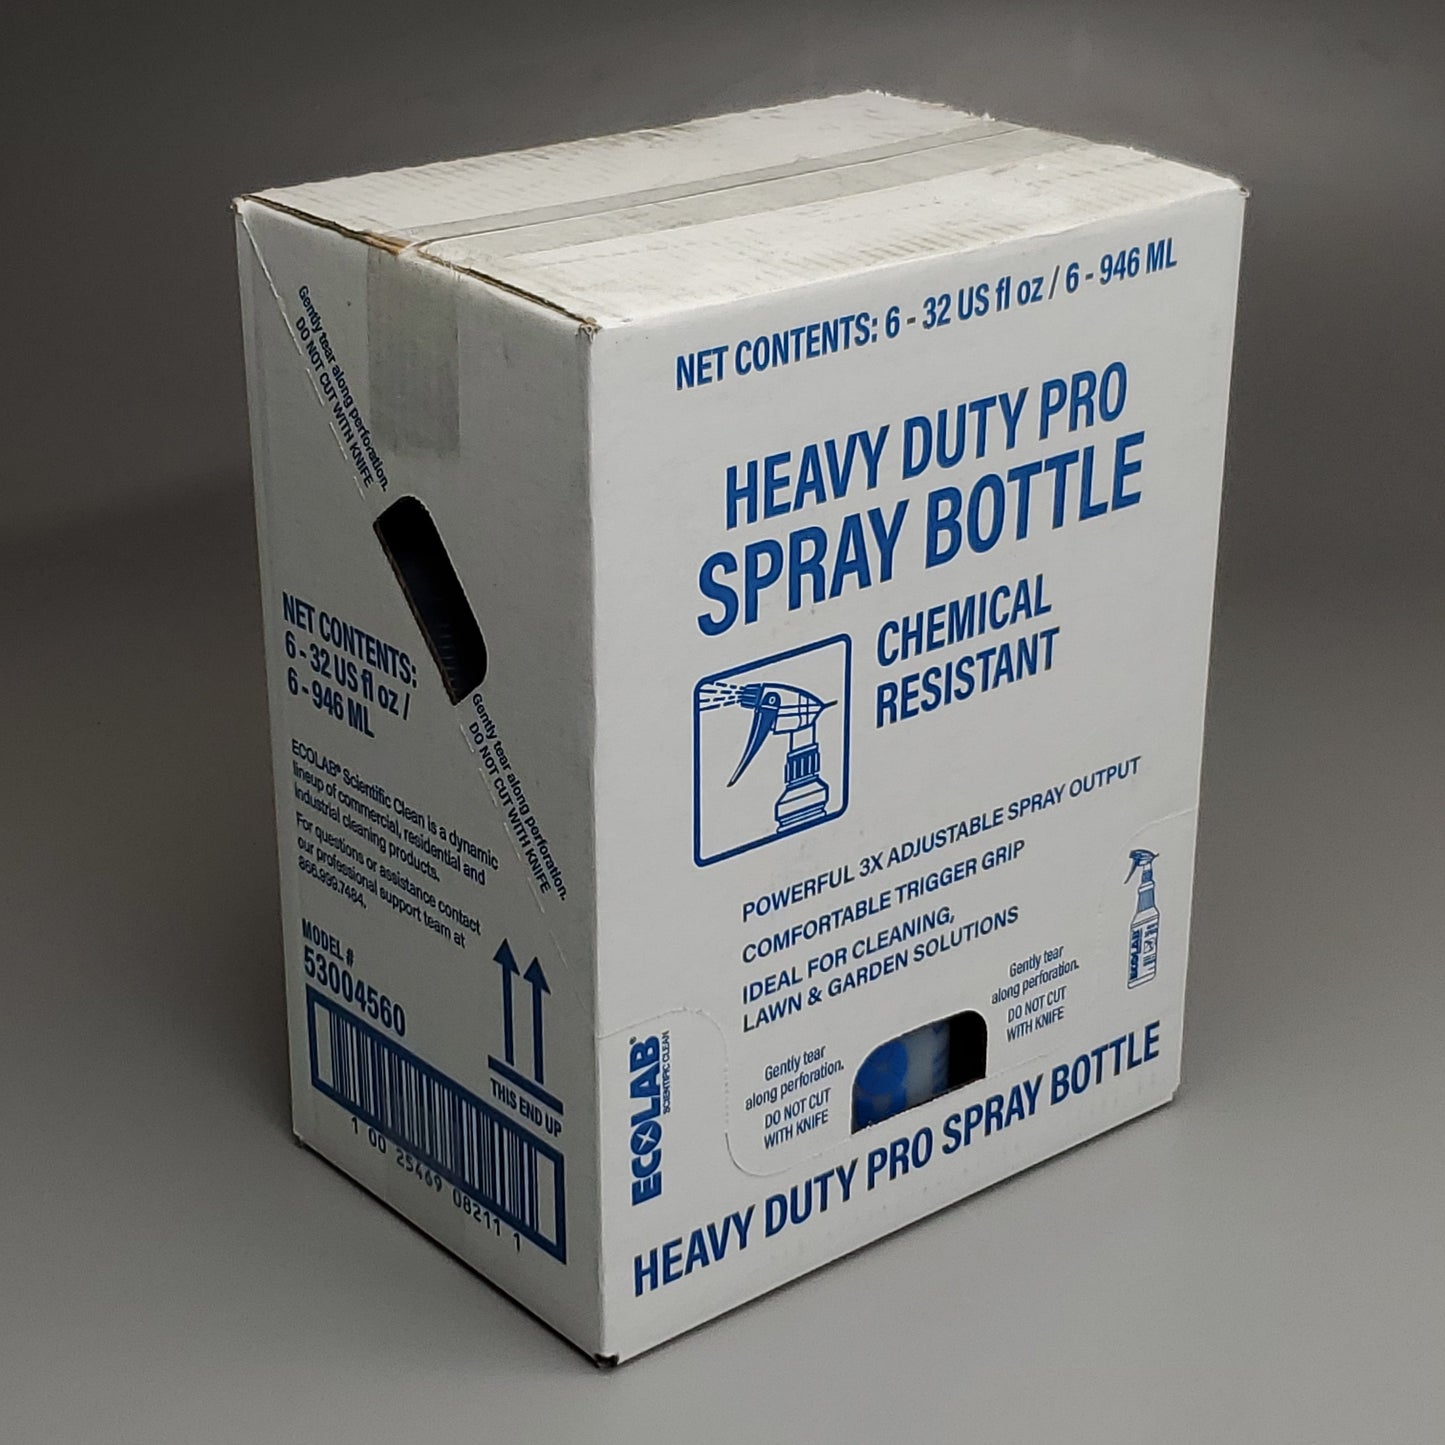 Gently tear along perforation.
DO NOT CUT WITH KNIFE
NET CONTENTS:
6 - 32 US fl oz /
6 - 946 ML
Gently tear along perforation.
DO NOT CUT WITH KNIFE
ECOLAB® Scientific Clean is a dynamic
lineup of commercial, residential and
industrial cleaning products.
For questions or assistance contact
our professional support team at
866.999.7484.
MODEL #
53004560
THIS END UP
1 00 25469 08211 1
NET CONTENTS: 6 - 32 US fl oz / 6 - 946 ML
HEAVY DUTY PRO
SPRAY BOTTLE
CHEMICAL
RESISTANT
POWERFUL 3X ADJUSTABLE SPRAY OUTPUT
COMFORTABLE TRIGGER GRIP
IDEAL FOR CLEANING,
LAWN & GARDEN SOLUTIONS
Gently tear
along perforation.
DO NOT CUT
WITH KNIFE
Gently tear
along perforation.
DO NOT CUT
WITH KNIFE
ECOLAB
ECOLAB®
SCIENTIFIC CLEAN
HEAVY DUTY PRO SPRAY BOTTLE